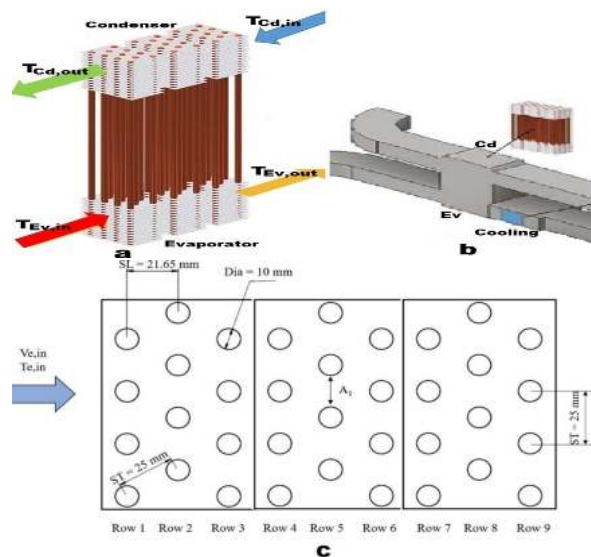 Condenser
TCd,in
TCd,out
TEv,out
TEv,in
Evaporator
a
Cd
Ev
Cooling
b
SL = 21.65 mm
Dia = 10 mm
Ve,in
Te,in
A1
ST = 25 mm
ST = 25 mm
Row 1 Row 2 Row 3 Row 4 Row 5 Row 6 Row 7 Row 8 Row 9
c